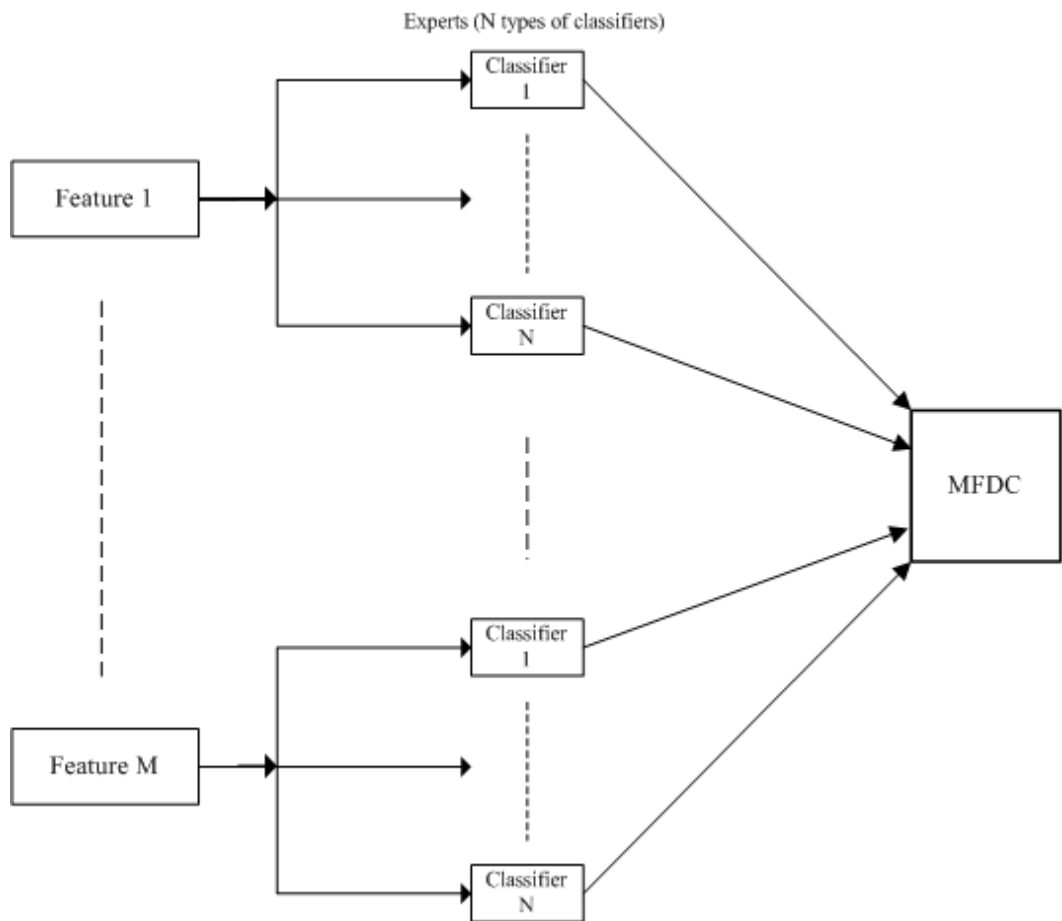 Experts (N types of classifiers)
Classifier
1
Feature 1
Classifier
N
MFDC
Classifier
1
Feature M
Classifier
N